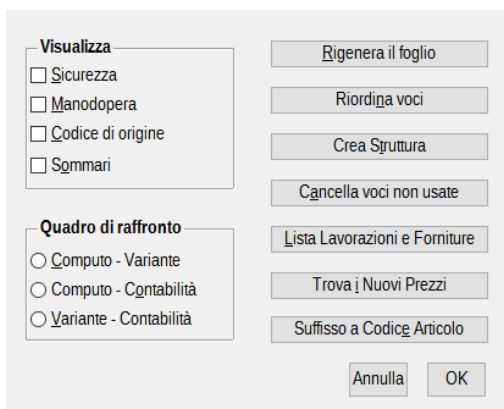 Visualizza
Sicurezza
Manodopera
Codice di origine
Sommari
Quadro di raffronto
Computo - Variante
Computo - Contabilità
Variante - Contabilità
Rigenera il foglio
Riordina voci
Crea Struttura
Cancella voci non usate
Lista Lavorazioni e Forniture
Trova i Nuovi Prezzi
Suffisso a Codice Articolo
Annulla
OK